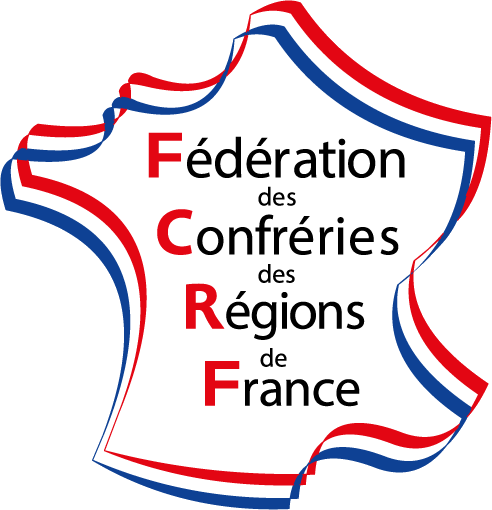 Fédération
des
Confréries
des
Régions
de
France